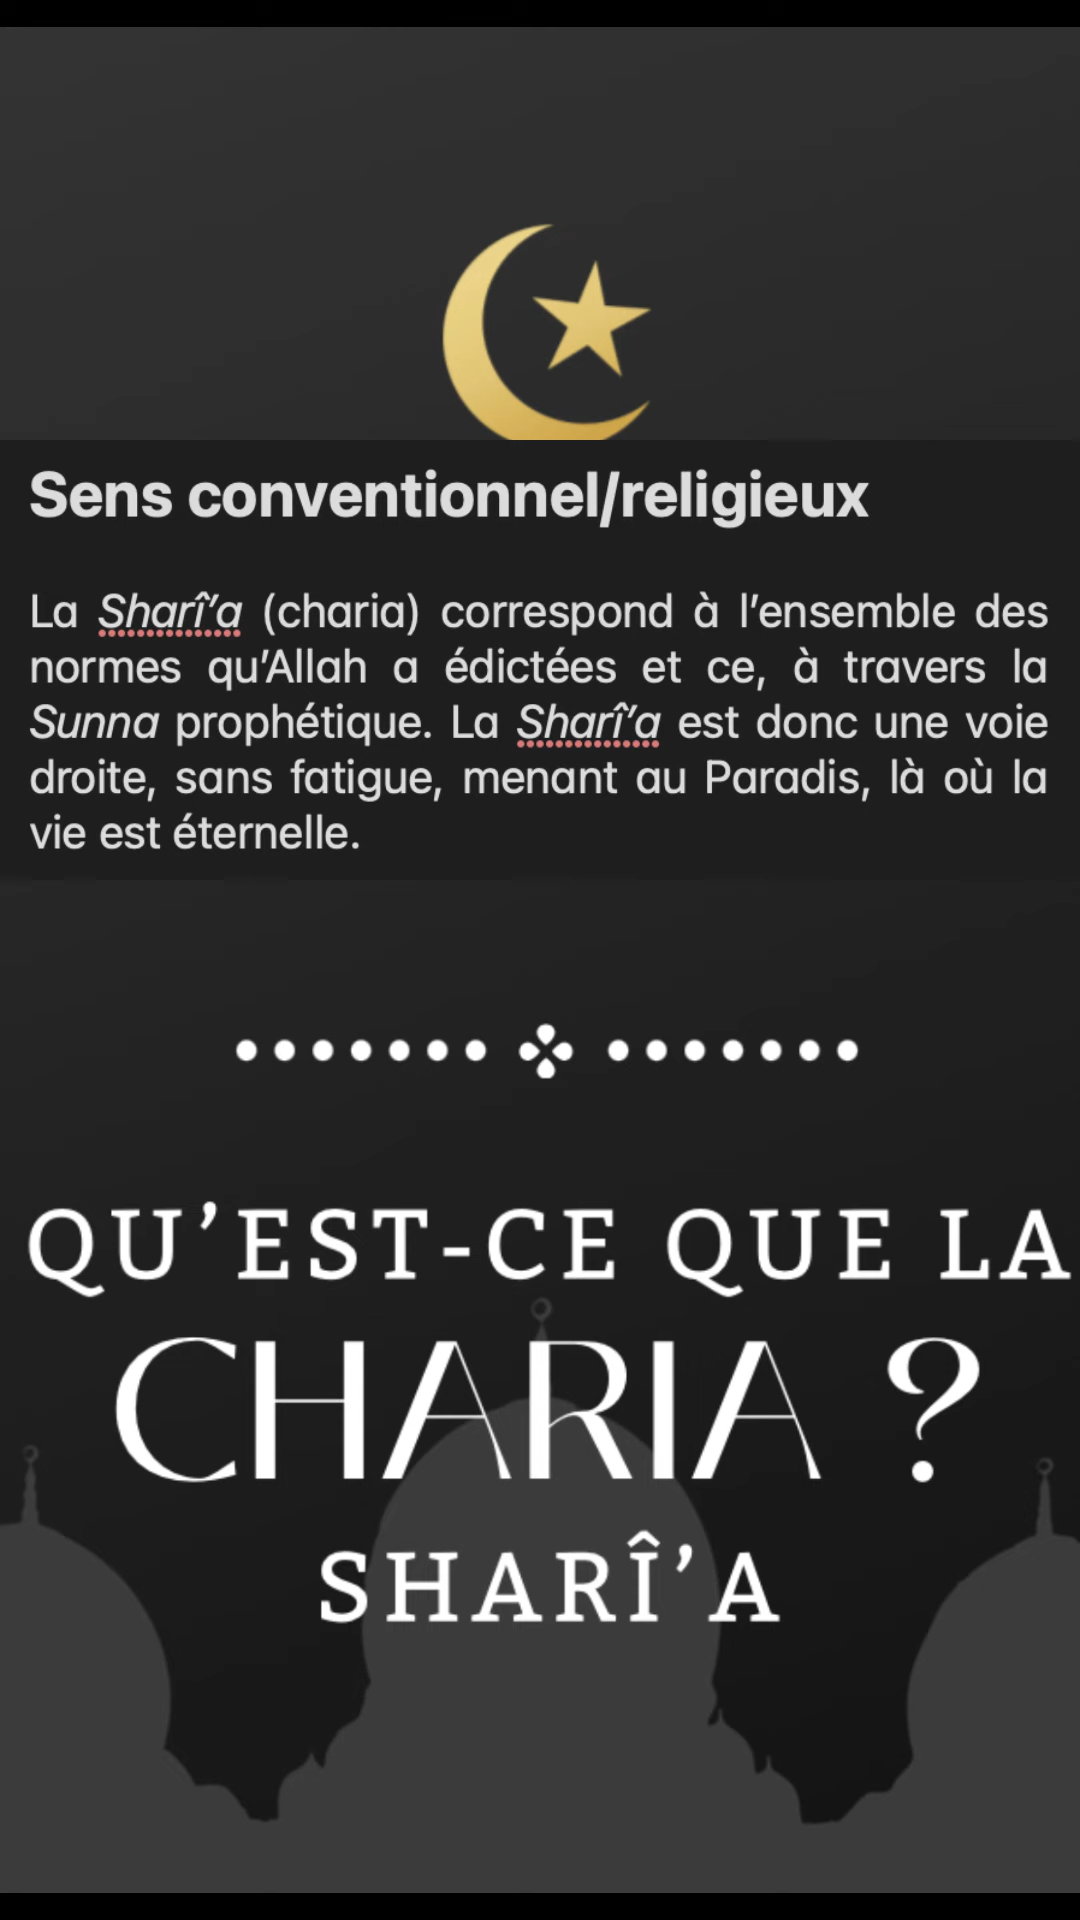 Sens conventionnel/religieux
La Sharî’a (charia) correspond à l’ensemble des
normes qu’Allah a édictées et ce, à travers la
Sunna prophétique. La Sharî’a est donc une voie
droite, sans fatigue, menant au Paradis, là où la
vie est éternelle.
QU’EST-CE QUE LA
CHARIA ?
SHARÎ’A